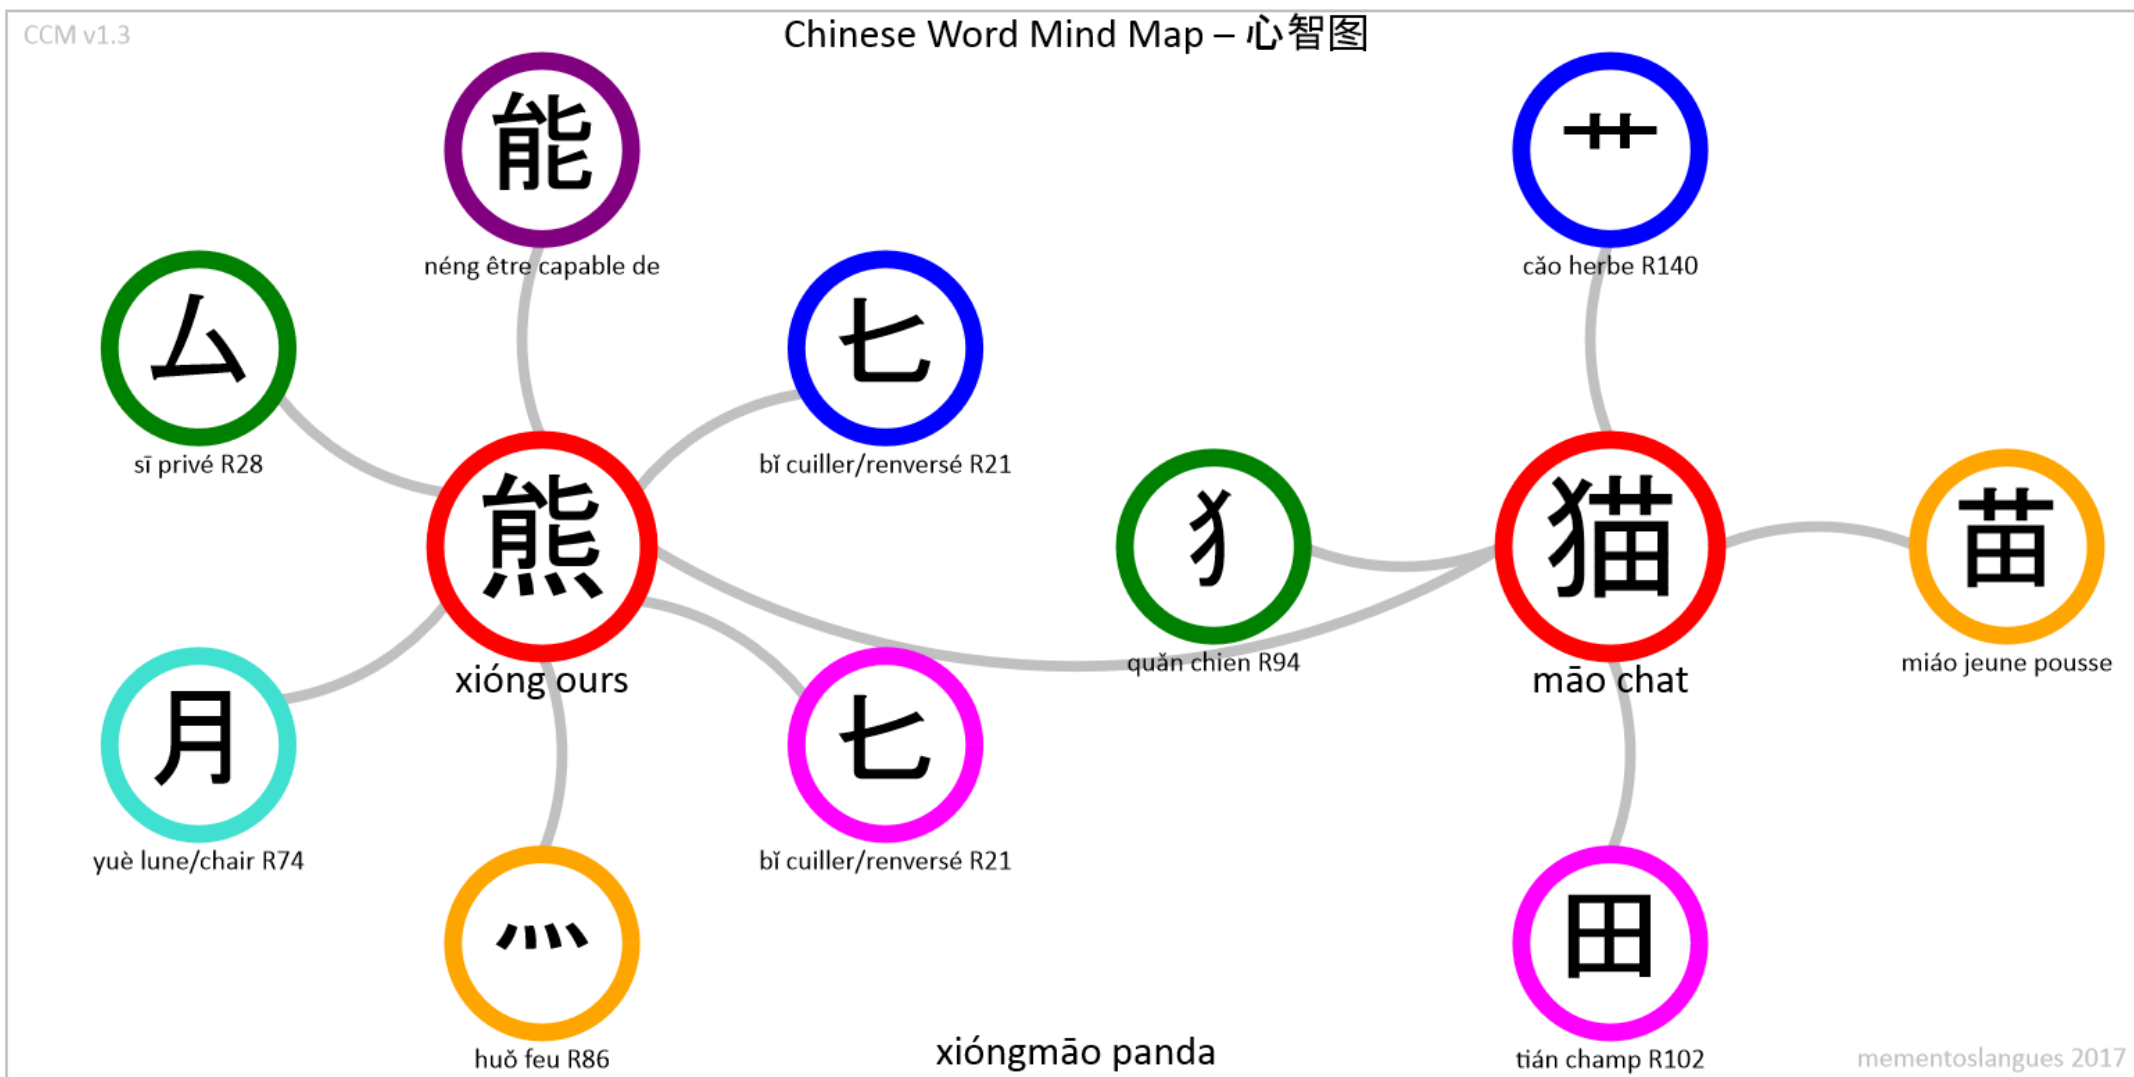 CCM v1.3
Chinese Word Mind Map – 心智图
能
néng être capable de
艹
cǎo herbe R140
厶
sī privé R28
匕
bǐ cuiller/renversé R21
熊
xióng ours
犭
quǎn chien R94
猫
māo chat
苗
miáo jeune pousse
月
yuè lune/chair R74
匕
bǐ cuiller/renversé R21
灬
huǒ feu R86
田
tián champ R102
xióngmāo panda
mementoslangues 2017